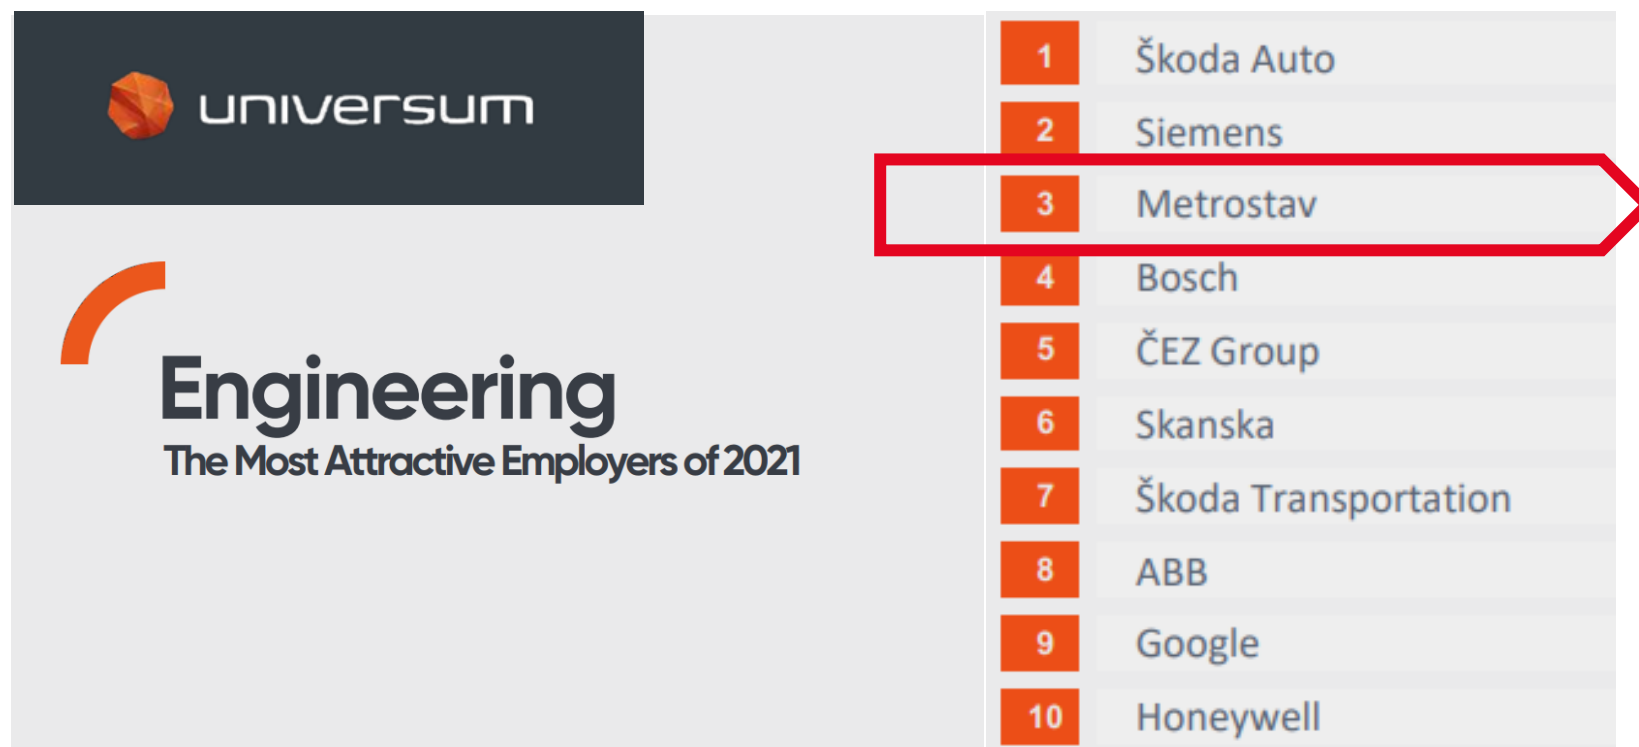 universum
Engineering
The Most Attractive Employers of 2021
1 Škoda Auto
2 Siemens
3 Metrostav
4 Bosch
5 ČEZ Group
6 Skanska
7 Škoda Transportation
8 ABB
9 Google
10 Honeywell